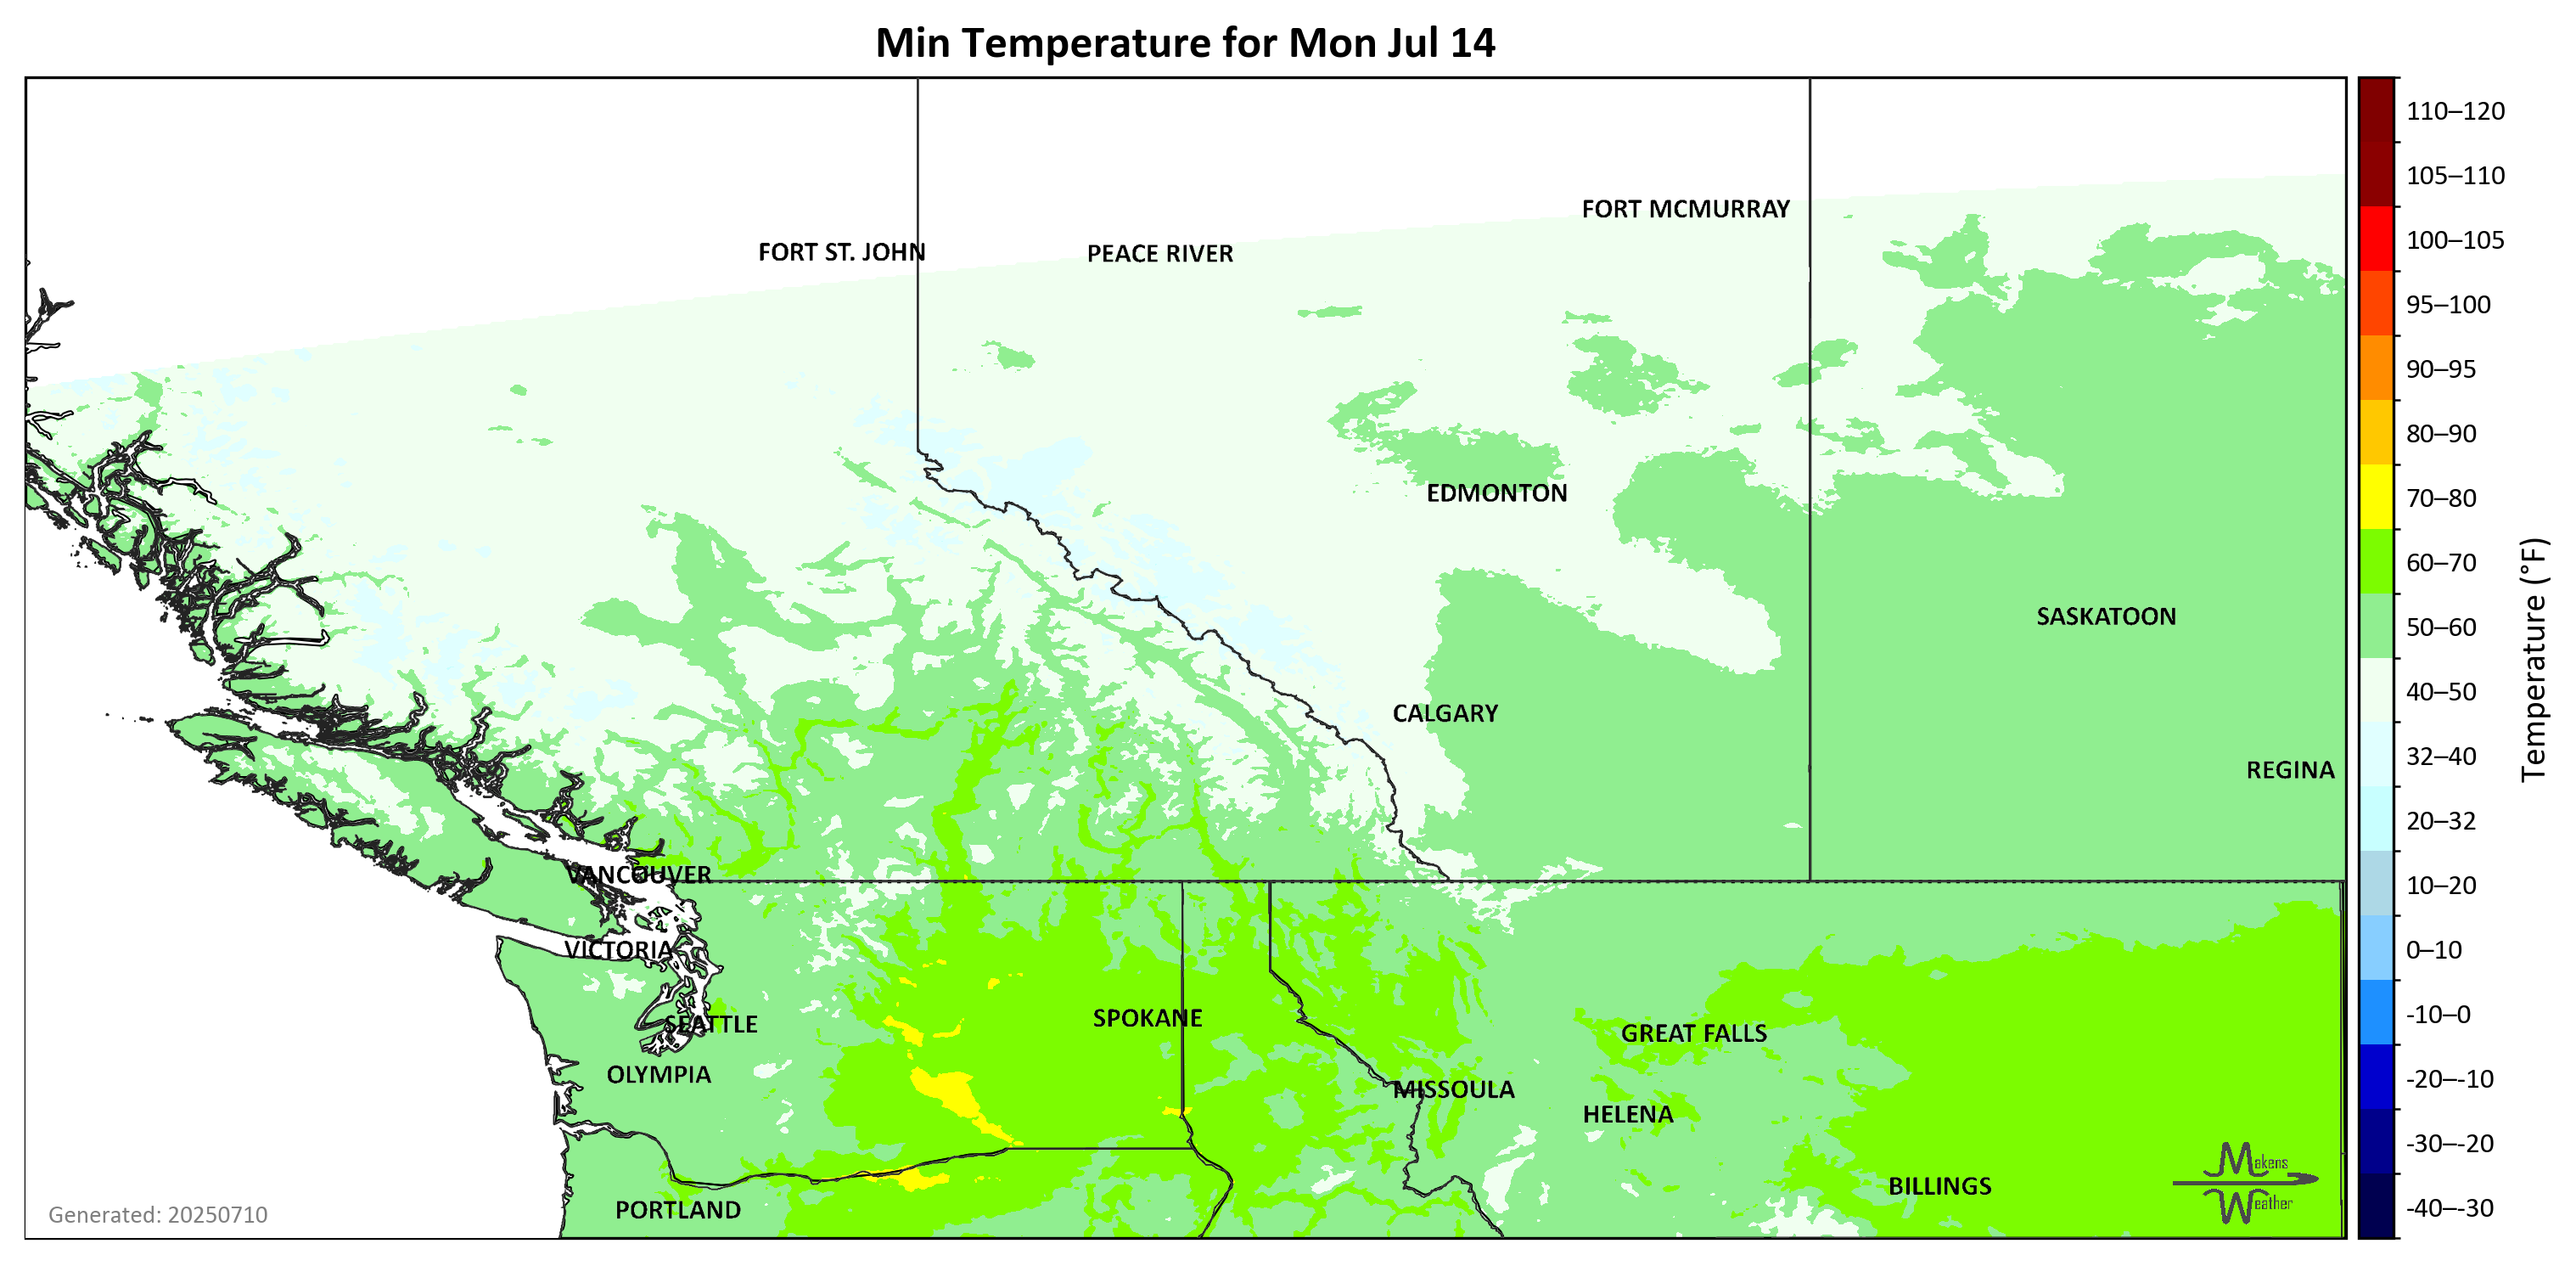 Min Temperature for Mon Jul 14
110–120
105–110
FORT MCMURRAY
100–105
FORT ST. JOHN
PEACE RIVER
95–100
90–95
80–90
EDMONTON
70–80
60–70
SASKATOON
50–60
CALGARY
40–50
Temperature (°F)
REGINA
32–40
20–32
VANCOUVER
10–20
VICTORIA
0–10
SEATTLE
SPOKANE
GREAT FALLS
-10–0
OLYMPIA
MISSOULA
HELENA
-20–-10
-30–-20
Makens
Weather
BILLINGS
PORTLAND
-40–-30
Generated: 20250710